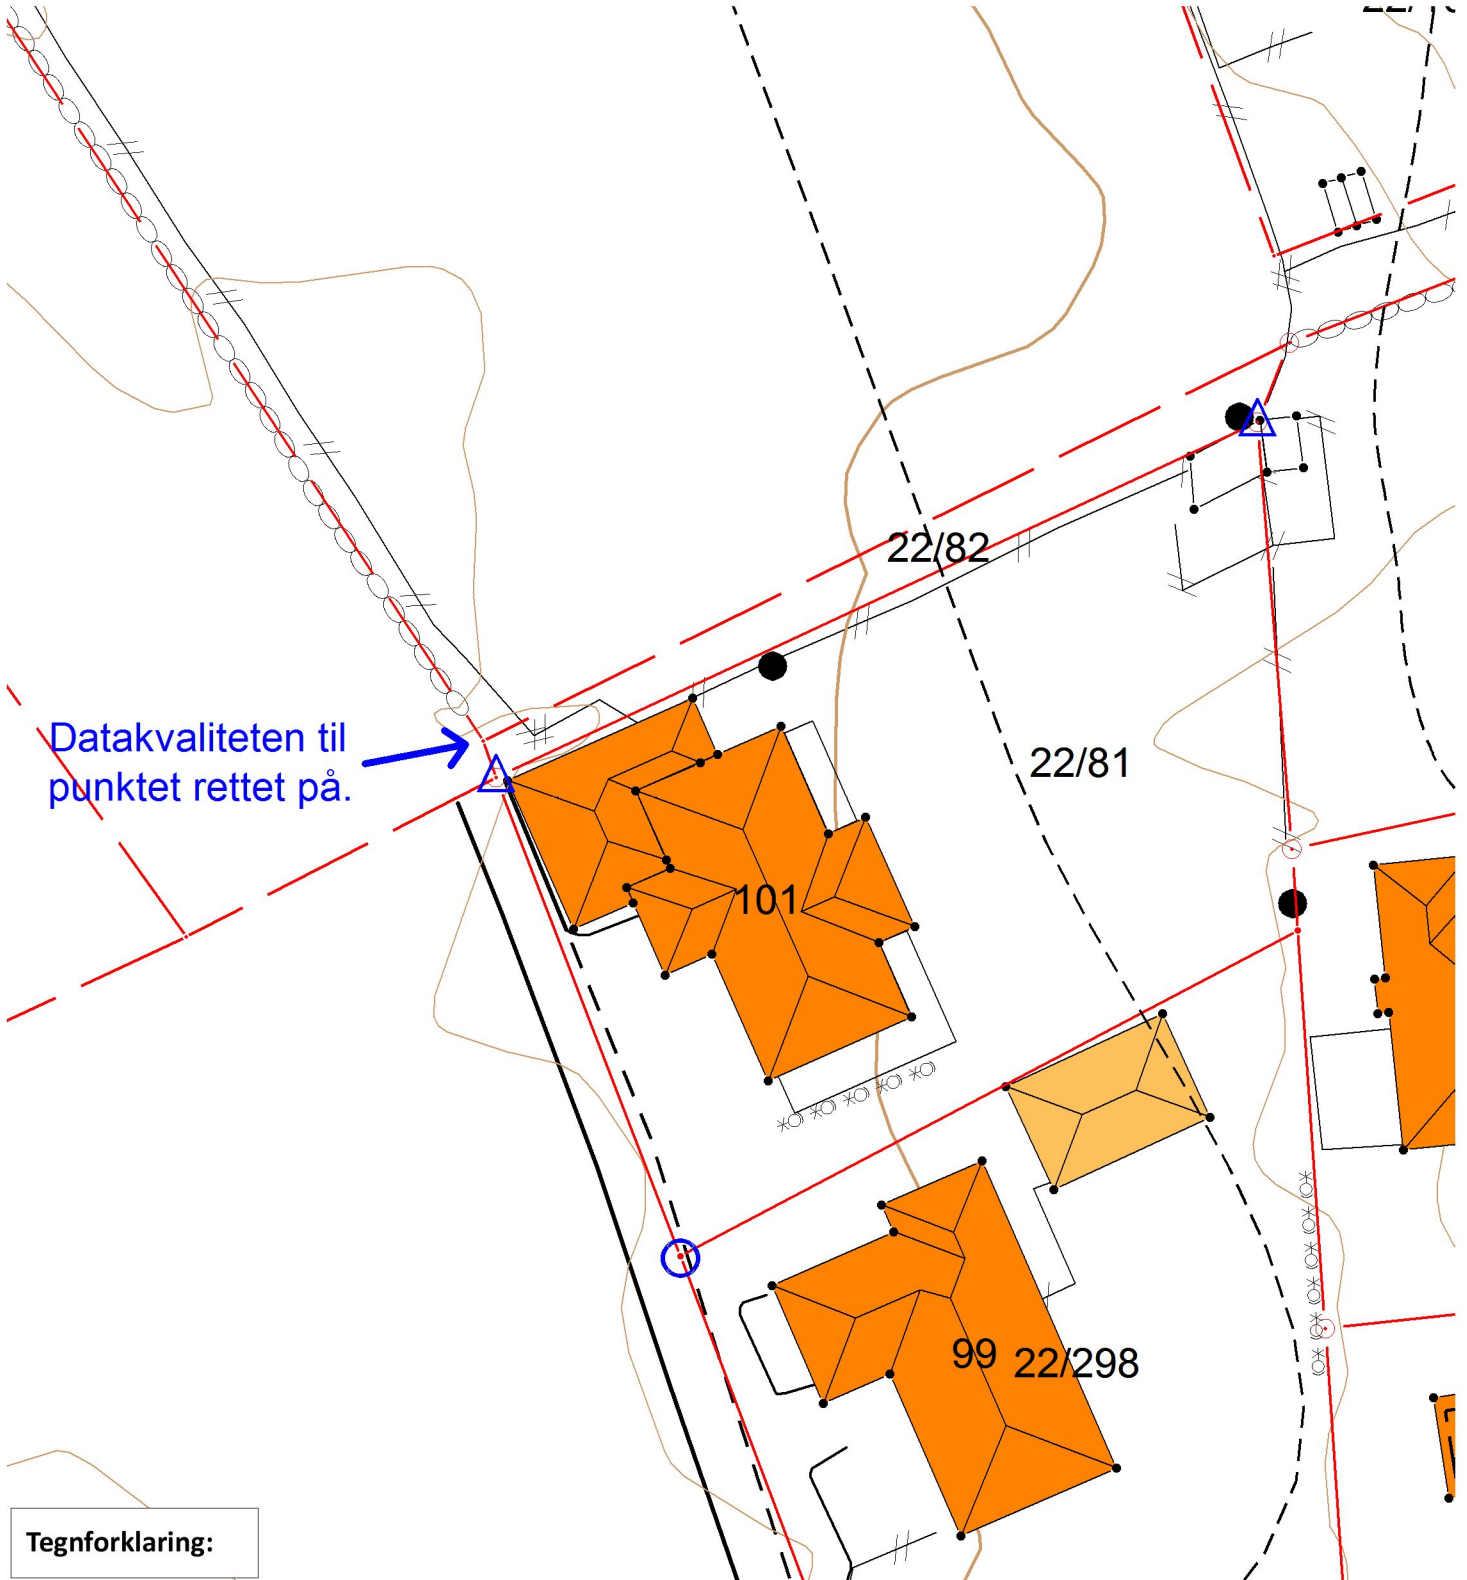 22/82
Datakvaliteten til
punktet rettet på.
22/81
101
99
22/298
Tegnforklaring: